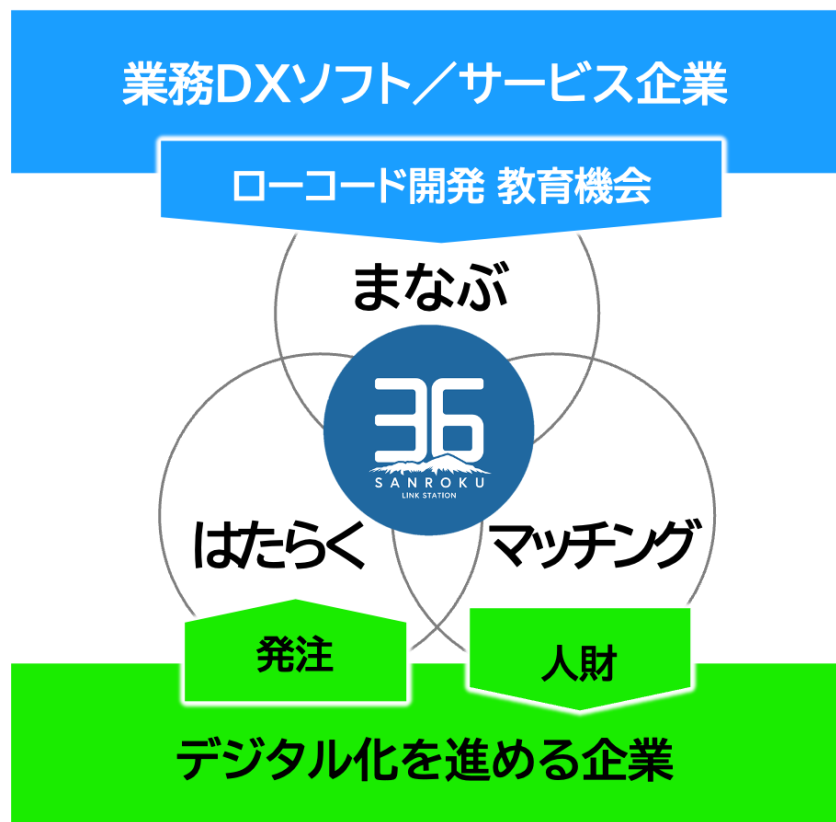 業務DXソフト／サービス企業
ローコード開発 教育機会
まなぶ
36
SANROKU
LINK STATION
はたらく
マッチング
発注
人財
デジタル化を進める企業